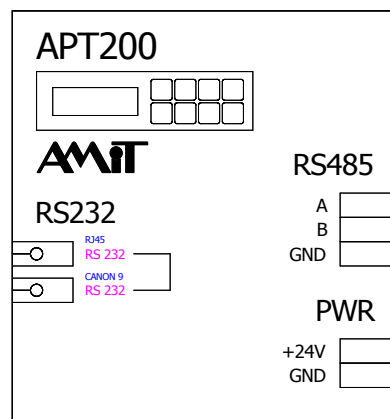 APT200
AMiT
RS485
A
B
GND
RS232
RJ45
RS 232
CANON 9
RS 232
PWR
+24V
GND